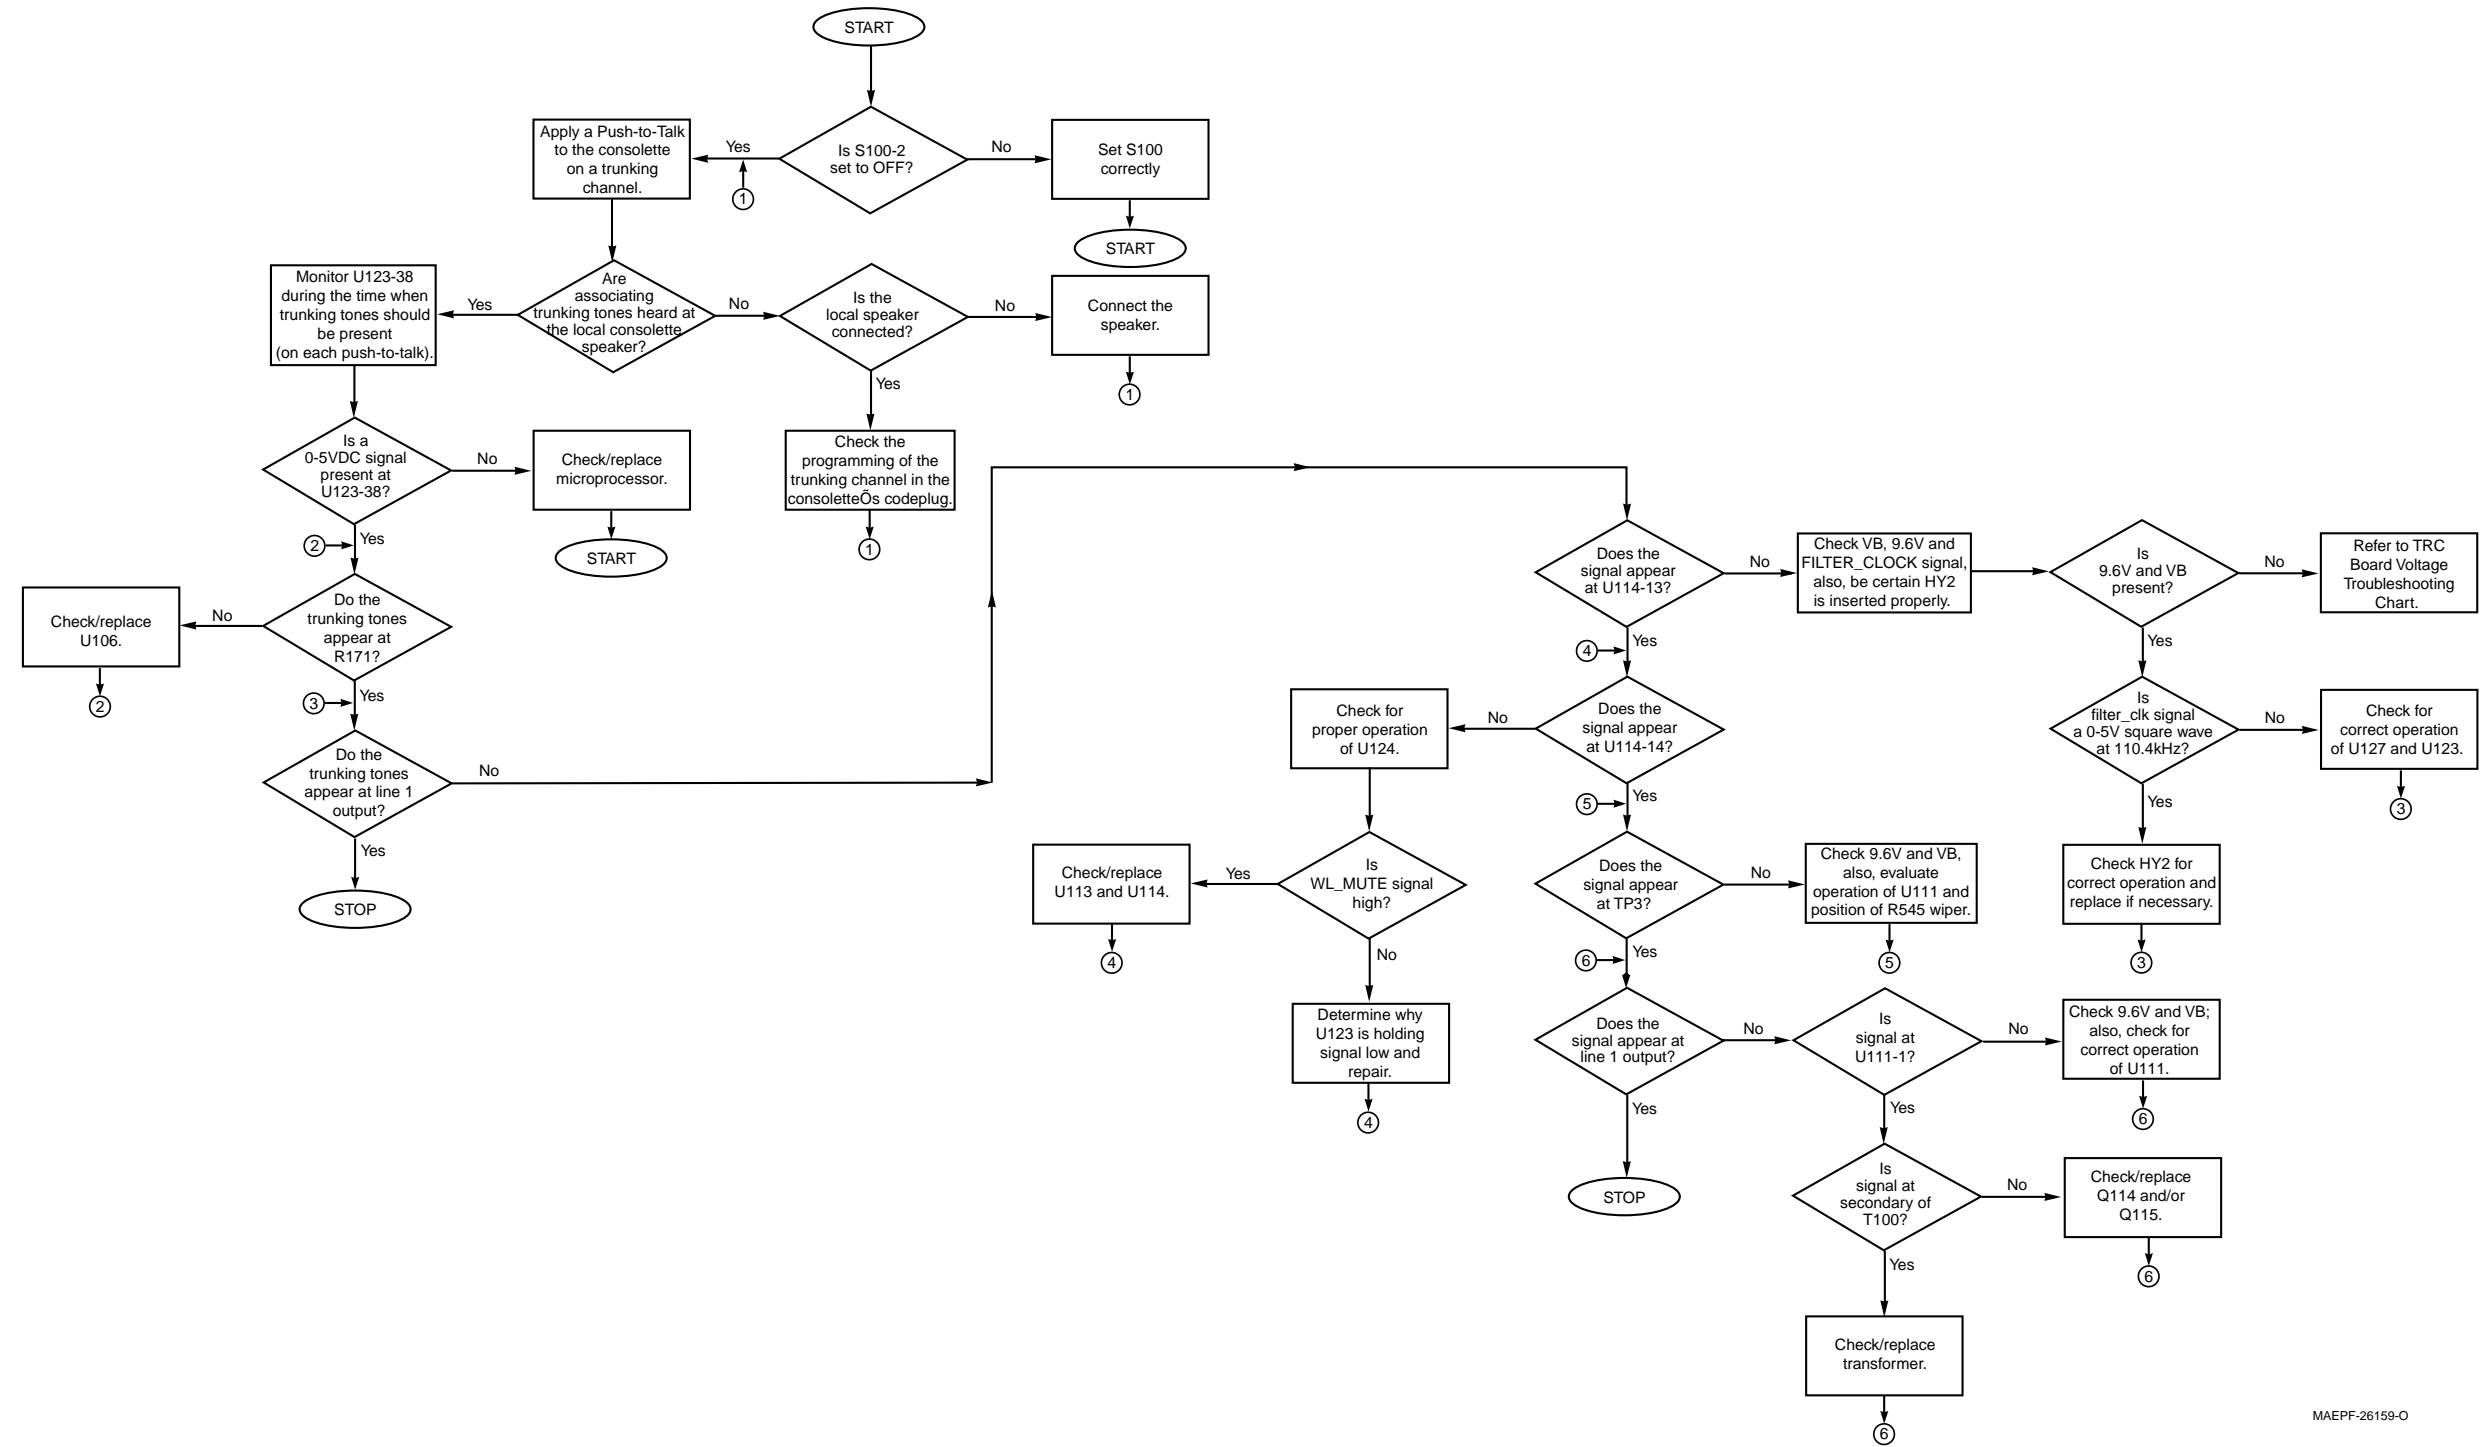 START
Is S100-2
set to OFF?
Yes
No
1
Apply a Push-to-Talk
to the consolette
on a trunking
channel.
Set S100
correctly
START
Are
associating
trunking tones heard at
the local consolette
speaker?
Yes
No
Monitor U123-38
during the time when
trunking tones should
be present
(on each push-to-talk).
Is the
local speaker
connected?
No
Yes
Connect the
speaker.
1
Check the
programming of the
trunking channel in the
consoletteÕs codeplug.
1
Is a
0-5VDC signal
present at
U123-38?
No
Yes
Check/replace
microprocessor.
START
2
Do the
trunking tones
appear at
R171?
No
Yes
Check/replace
U106.
2
3
Do the
trunking tones
appear at line 1
output?
No
Yes
STOP
Does the
signal appear
at U114-13?
No
Yes
Check VB, 9.6V and
FILTER_CLOCK signal,
also, be certain HY2
is inserted properly.
Is
9.6V and VB
present?
No
Yes
Refer to TRC
Board Voltage
Troubleshooting
Chart.
4
Does the
signal appear
at U114-14?
No
Yes
Check for
proper operation
of U124.
Is
filter_clk signal
a 0-5V square wave
at 110.4kHz?
No
Yes
Check for
correct operation
of U127 and U123.
3
5
Is
WL_MUTE signal
high?
Yes
No
Check/replace
U113 and U114.
4
Determine why
U123 is holding
signal low and
repair.
4
Does the
signal appear
at TP3?
No
Yes
Check 9.6V and VB,
also, evaluate
operation of U111 and
position of R545 wiper.
5
Check HY2 for
correct operation and
replace if necessary.
3
6
Does the
signal appear at
line 1 output?
No
Yes
STOP
Is
signal at
U111-1?
No
Yes
Check 9.6V and VB;
also, check for
correct operation
of U111.
6
Is
signal at
secondary of
T100?
No
Yes
Check/replace
Q114 and/or
Q115.
6
Check/replace
transformer.
6
MAEPF-26159-O